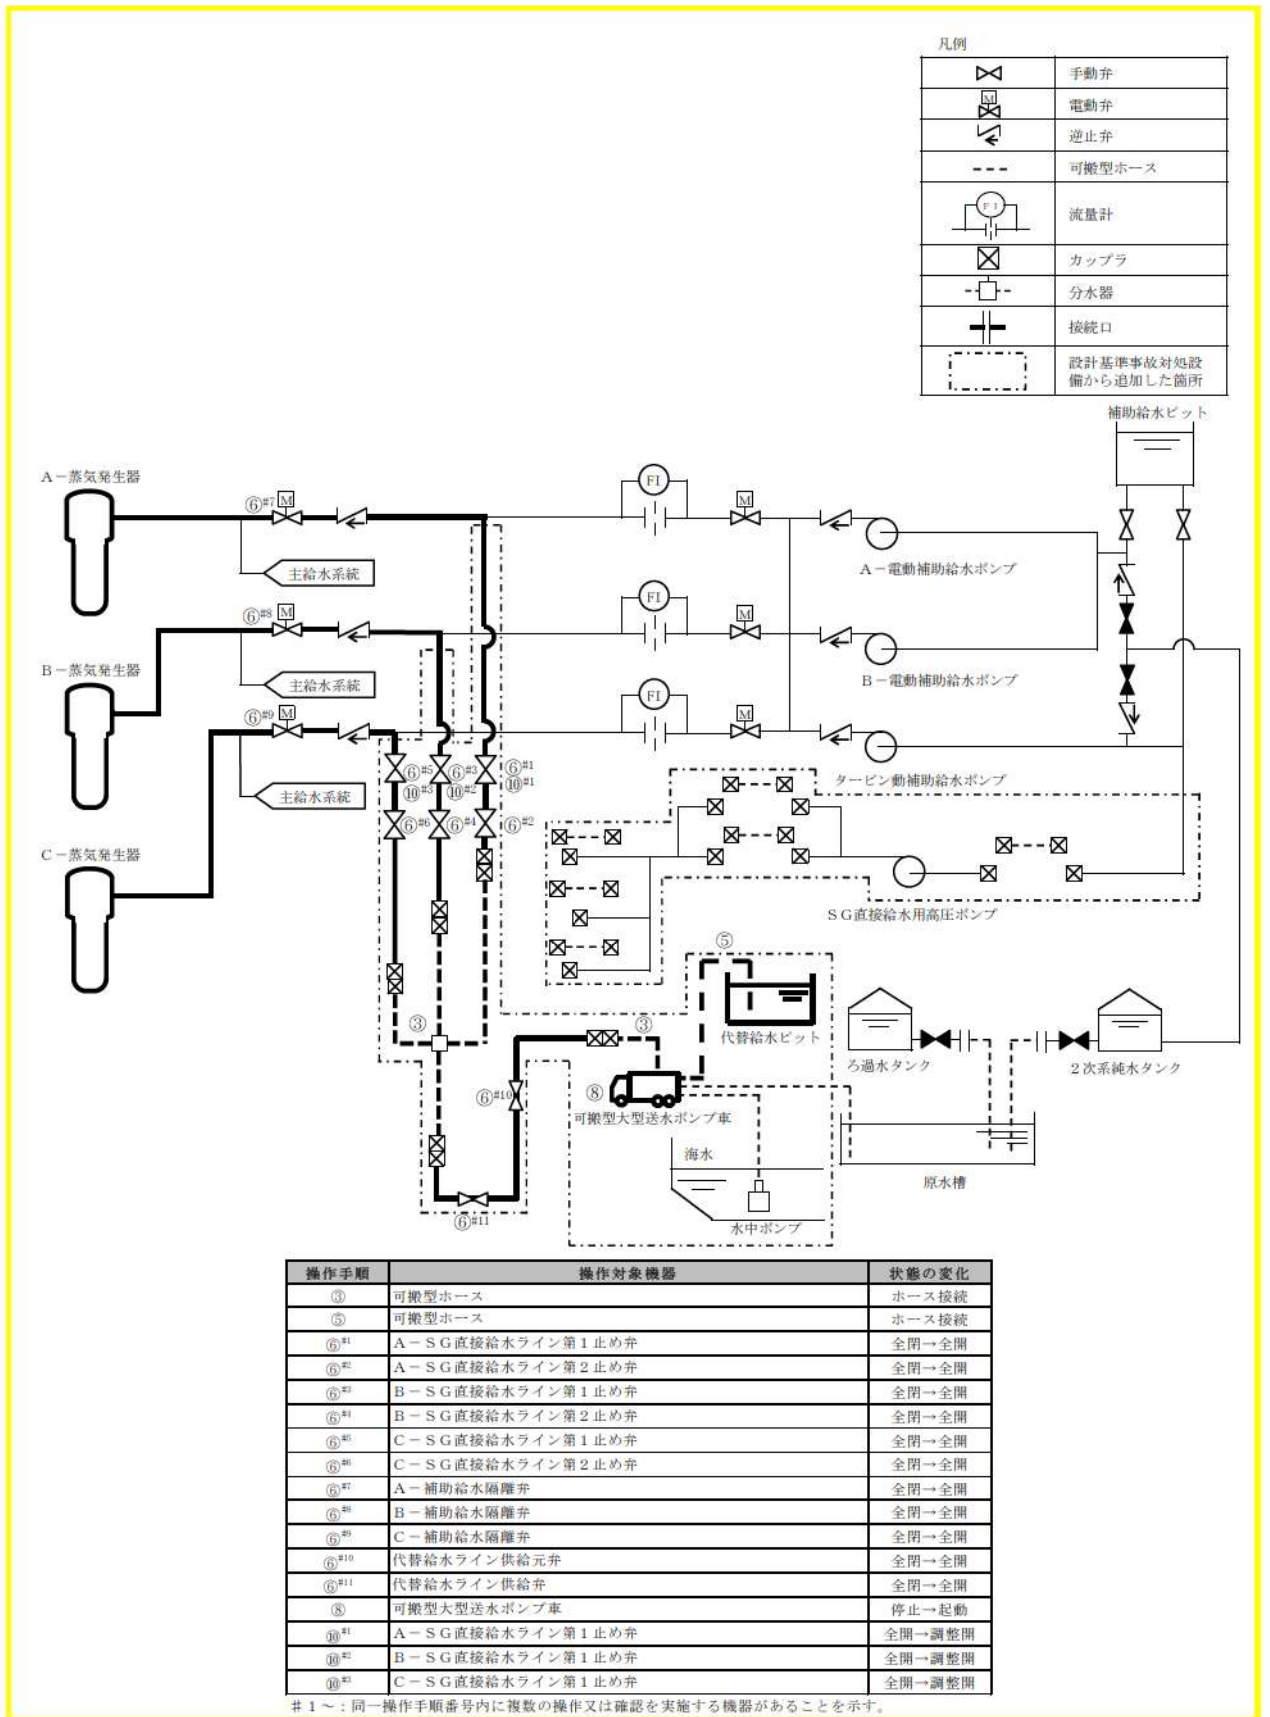 凡例
手動弁
M
電動弁
逆止弁
可搬型ホース
FI
流量計
カップラ
分水器
接続口
設計基準事故対処設
備から追加した箇所
補助給水ピット
A－蒸気発生器
⑥#7
M
FI
M
主給水系統
A－電動補助給水ポンプ
⑥#8
M
FI
M
B－蒸気発生器
主給水系統
B－電動補助給水ポンプ
⑥#9
M
FI
M
主給水系統
タービン動補助給水ポンプ
⑥#5
⑥#3
⑥#1
⑩#3
⑩#2
⑩#1
⑥#6
⑥#4
⑥#2
C－蒸気発生器
SG直接給水用高圧ポンプ
⑤
③
③
代替給水ピット
ろ過水タンク
2次系純水タンク
⑥#10
⑧
可搬型大型送水ポンプ車
海水
原水槽
⑥#11
水中ポンプ
操作手順 操作対象機器 状態の変化
③ 可搬型ホース ホース接続
⑤ 可搬型ホース ホース接続
⑥#1 A－SG直接給水ライン第1止め弁 全閉→全開
⑥#2 A－SG直接給水ライン第2止め弁 全閉→全開
⑥#3 B－SG直接給水ライン第1止め弁 全閉→全開
⑥#4 B－SG直接給水ライン第2止め弁 全閉→全開
⑥#5 C－SG直接給水ライン第1止め弁 全閉→全開
⑥#6 C－SG直接給水ライン第2止め弁 全閉→全開
⑥#7 A－補助給水隔離弁 全閉→全開
⑥#8 B－補助給水隔離弁 全閉→全開
⑥#9 C－補助給水隔離弁 全閉→全開
⑥#10 代替給水ライン供給元弁 全閉→全開
⑥#11 代替給水ライン供給弁 全閉→全開
⑧ 可搬型大型送水ポンプ車 停止→起動
⑩#1 A－SG直接給水ライン第1止め弁 全開→調整開
⑩#2 B－SG直接給水ライン第1止め弁 全開→調整開
⑩#3 C－SG直接給水ライン第1止め弁 全開→調整開
#1～：同一操作手順番号内に複数の操作又は確認を実施する機器があることを示す。